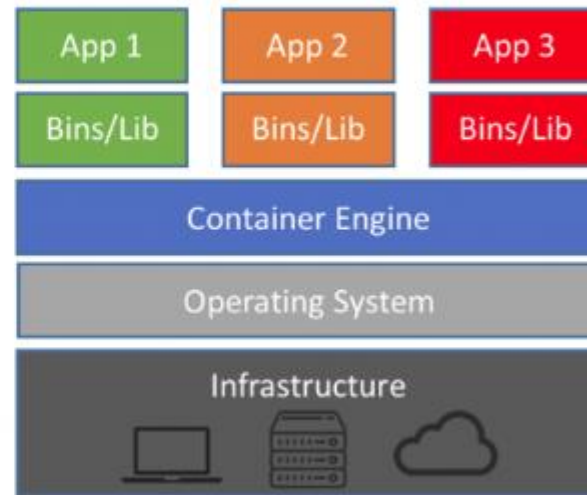 App 1 App 2 App 3
Bins/Lib Bins/Lib Bins/Lib
Container Engine
Operating System
Infrastructure